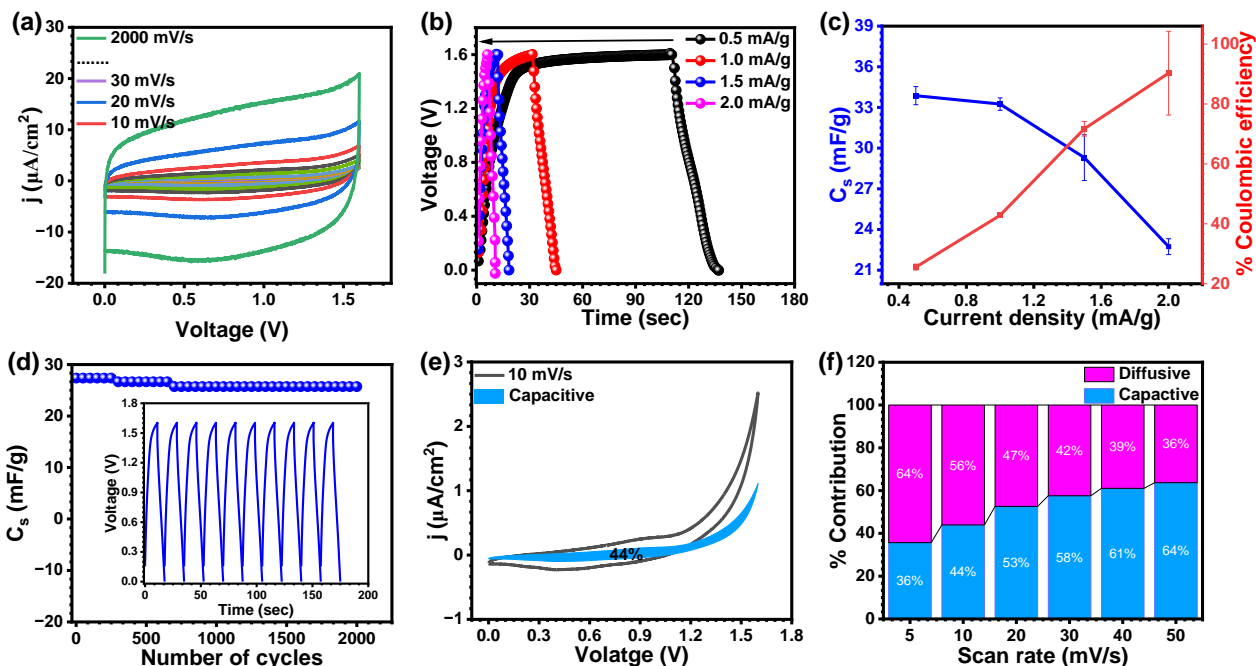 (a)
30
20
10
0
−10
−20
j (µA/cm²)
2000 mV/s
30 mV/s
20 mV/s
10 mV/s
0.0 0.5 1.0 1.5
Voltage (V)
(b)
2.0
1.6
1.2
0.8
0.4
0.0
Voltage (V)
0.5 mA/g
1.0 mA/g
1.5 mA/g
2.0 mA/g
0 30 60 90 120 150 180
Time (sec)
(c)
39
36
33
30
27
24
21
Cs (mF/g)
100
80
60
40
20
% Coulombic efficiency
0.4 0.8 1.2 1.6 2.0
Current density (mA/g)
(d)
30
20
10
0
−10
−20
Cs (mF/g)
1.8
1.5
1.2
0.9
0.6
0.3
0.0
Voltage (V)
0 50 100 150 200
Time (sec)
0 500 1000 1500 2000
Number of cycles
(e)
3
2
1
0
−1
j (µA/cm²)
10 mV/s
Capacitive
44%
0.0 0.3 0.6 0.9 1.2 1.5 1.8
Volatge (V)
(f)
120
100
80
60
40
20
0
% Contribution
Diffusive
Capactive
64% 56% 47% 42% 39% 36%
36% 44% 53% 58% 61% 64%
5 10 20 30 40 50
Scan rate (mV/s)